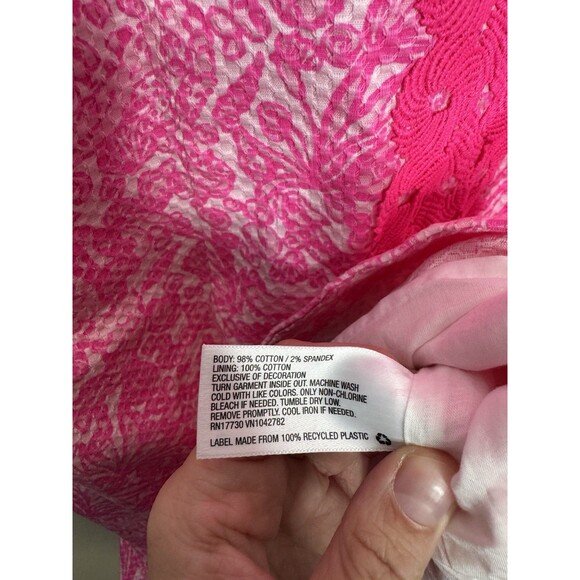 BODY: 98% COTTON / 2% SPANDEX
LINING: 100% COTTON
EXCLUSIVE OF DECORATION
TURN GARMENT INSIDE OUT. MACHINE WASH
COLD WITH LIKE COLORS. ONLY NON-CHLORINE
BLEACH IF NEEDED. TUMBLE DRY LOW.
REMOVE PROMPTLY. COOL IRON IF NEEDED.
RN17730 VN1042782
LABEL MADE FROM 100% RECYCLED PLASTIC